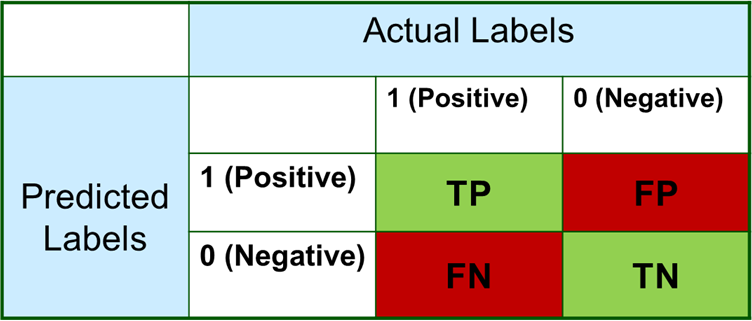 Actual Labels
1 (Positive)
0 (Negative)
Predicted
Labels
1 (Positive)
TP
FP
0 (Negative)
FN
TN